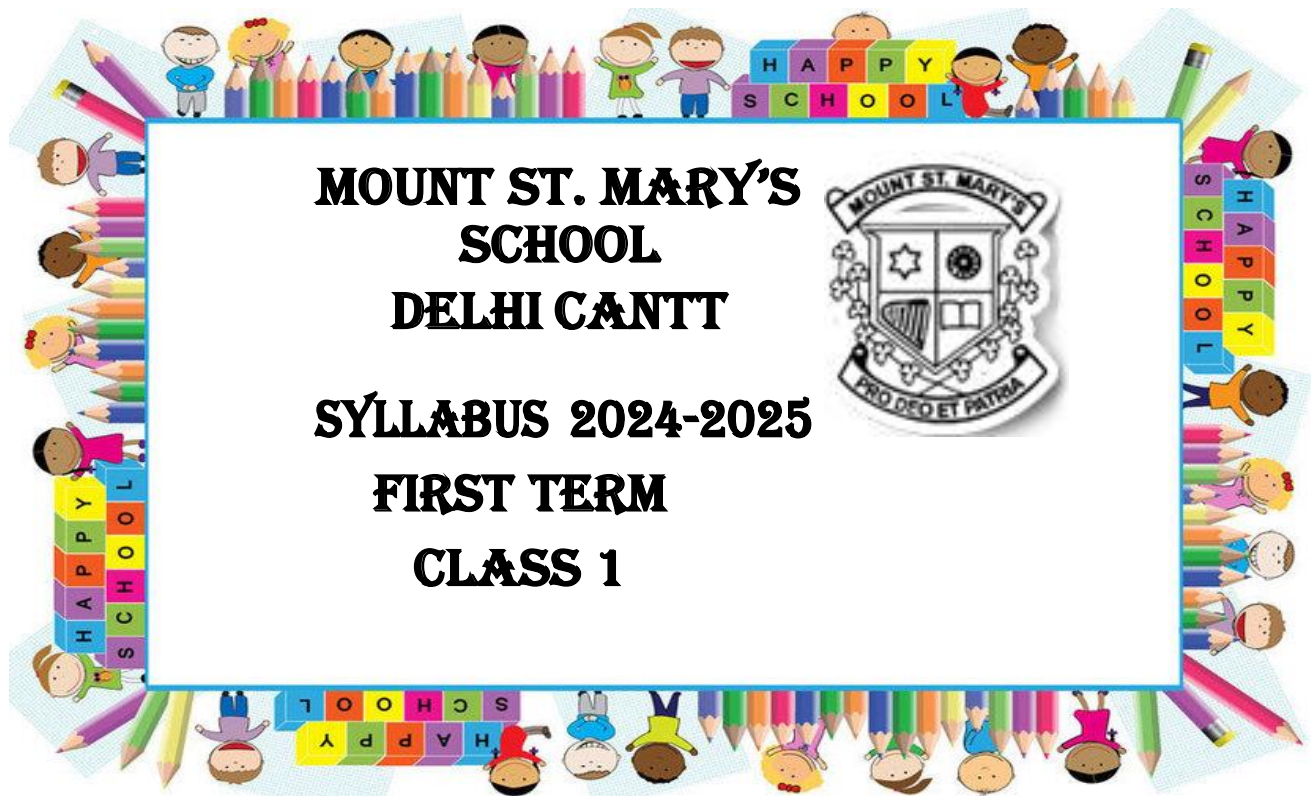 HAPPY
SCHOOL
MOUNT ST. MARY'S
SCHOOL
DELHI CANTT
MOUNT ST. MARY'S
PRO DEO ET PATRIA
SYLLABUS 2024-2025
FIRST TERM
CLASS 1
HAPPY
SCHOOL
HAPPY
SCHOOL
HAPPY
SCHOOL